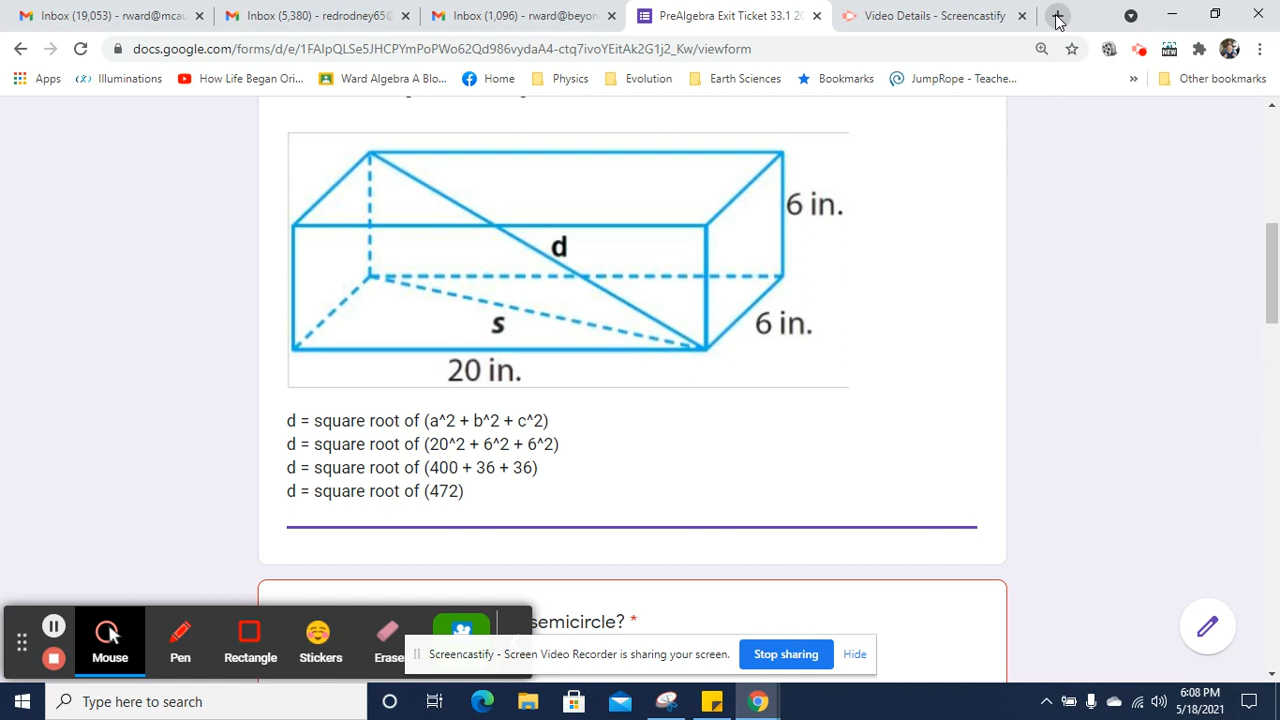 Inbox (19,053) - rward@mcau
Inbox (5,380) - redrodney65@
Inbox (1,096) - rward@beyon
PreAlgebra Exit Ticket 33.1 20
Video Details - Screencastify
docs.google.com/forms/d/e/1FAIpQLSe5JHCPYmPoPWo62Qd986vydaA4-ctq7ivoYEitAk2G1j2_Kw/viewform
NEW
Apps
Illuminations
How Life Began Ori...
Ward Algebra A Blo...
Home
Physics
Evolution
Earth Sciences
Bookmarks
JumpRope - Teache...
»
Other bookmarks
6 in.
d
6 in.
s
20 in.
d = square root of (a^2 + b^2 + c^2)
d = square root of (20^2 + 6^2 + 6^2)
d = square root of (400 + 36 + 36)
d = square root of (472)
semicircle? *
Mouse
Pen
Rectangle
Stickers
Erase
Screencastify - Screen Video Recorder is sharing your screen.
Stop sharing
Hide
Type here to search
6:08 PM
5/18/2021